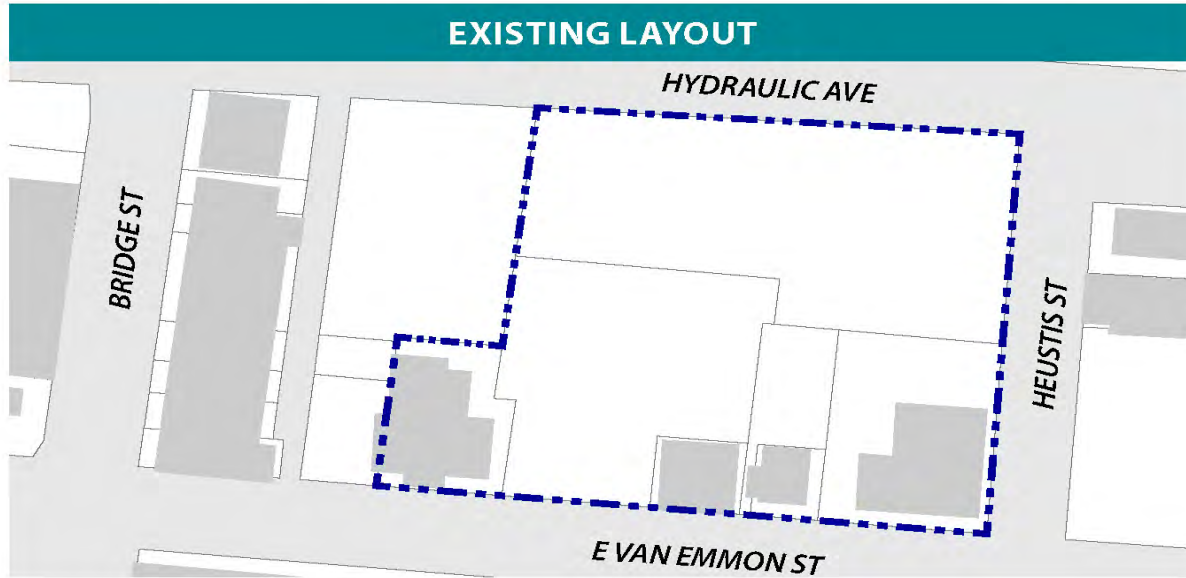 EXISTING LAYOUT
HYDRAULIC AVE
BRIDGE ST
HEUSTIS ST
E VAN EMMON ST